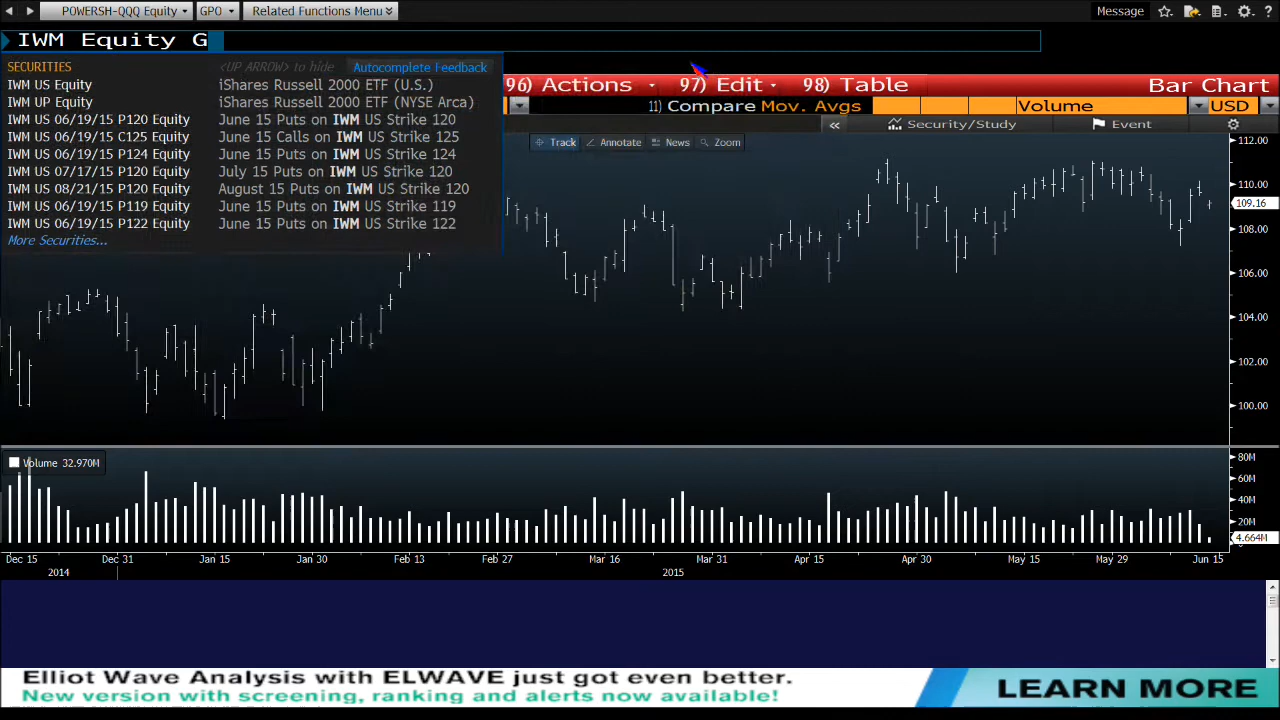 POWERSH-QQQ Equity GPO Related Functions Menu Message ?
IWM Equity G
SECURITIES <UP ARROW> to hide Autocomplete Feedback
IWM US Equity iShares Russell 2000 ETF (U.S.)
IWM UP Equity iShares Russell 2000 ETF (NYSE Arca)
IWM US 06/19/15 P120 Equity June 15 Puts on IWM US Strike 120
IWM US 06/19/15 C125 Equity June 15 Calls on IWM US Strike 125
IWM US 06/19/15 P124 Equity June 15 Puts on IWM US Strike 124
IWM US 07/17/15 P120 Equity July 15 Puts on IWM US Strike 120
IWM US 08/21/15 P120 Equity August 15 Puts on IWM US Strike 120
IWM US 06/19/15 P119 Equity June 15 Puts on IWM US Strike 119
IWM US 06/19/15 P122 Equity June 15 Puts on IWM US Strike 122
More Securities...
96) Actions 97) Edit 98) Table Bar Chart
11) Compare Mov. Avgs Volume USD
« Security/Study Event
Track Annotate News Zoom
112.00
110.00
109.16
108.00
106.00
104.00
102.00
100.00
Volume 32.970M
80M
60M
40M
20M
4.664M
Dec 15 Dec 31 Jan 15 Jan 30 Feb 13 Feb 27 Mar 16 Mar 31 Apr 15 Apr 30 May 15 May 29 Jun 15
2014 2015
Elliot Wave Analysis with ELWAVE just got even better.
New version with screening, ranking and alerts now available!
LEARN MORE